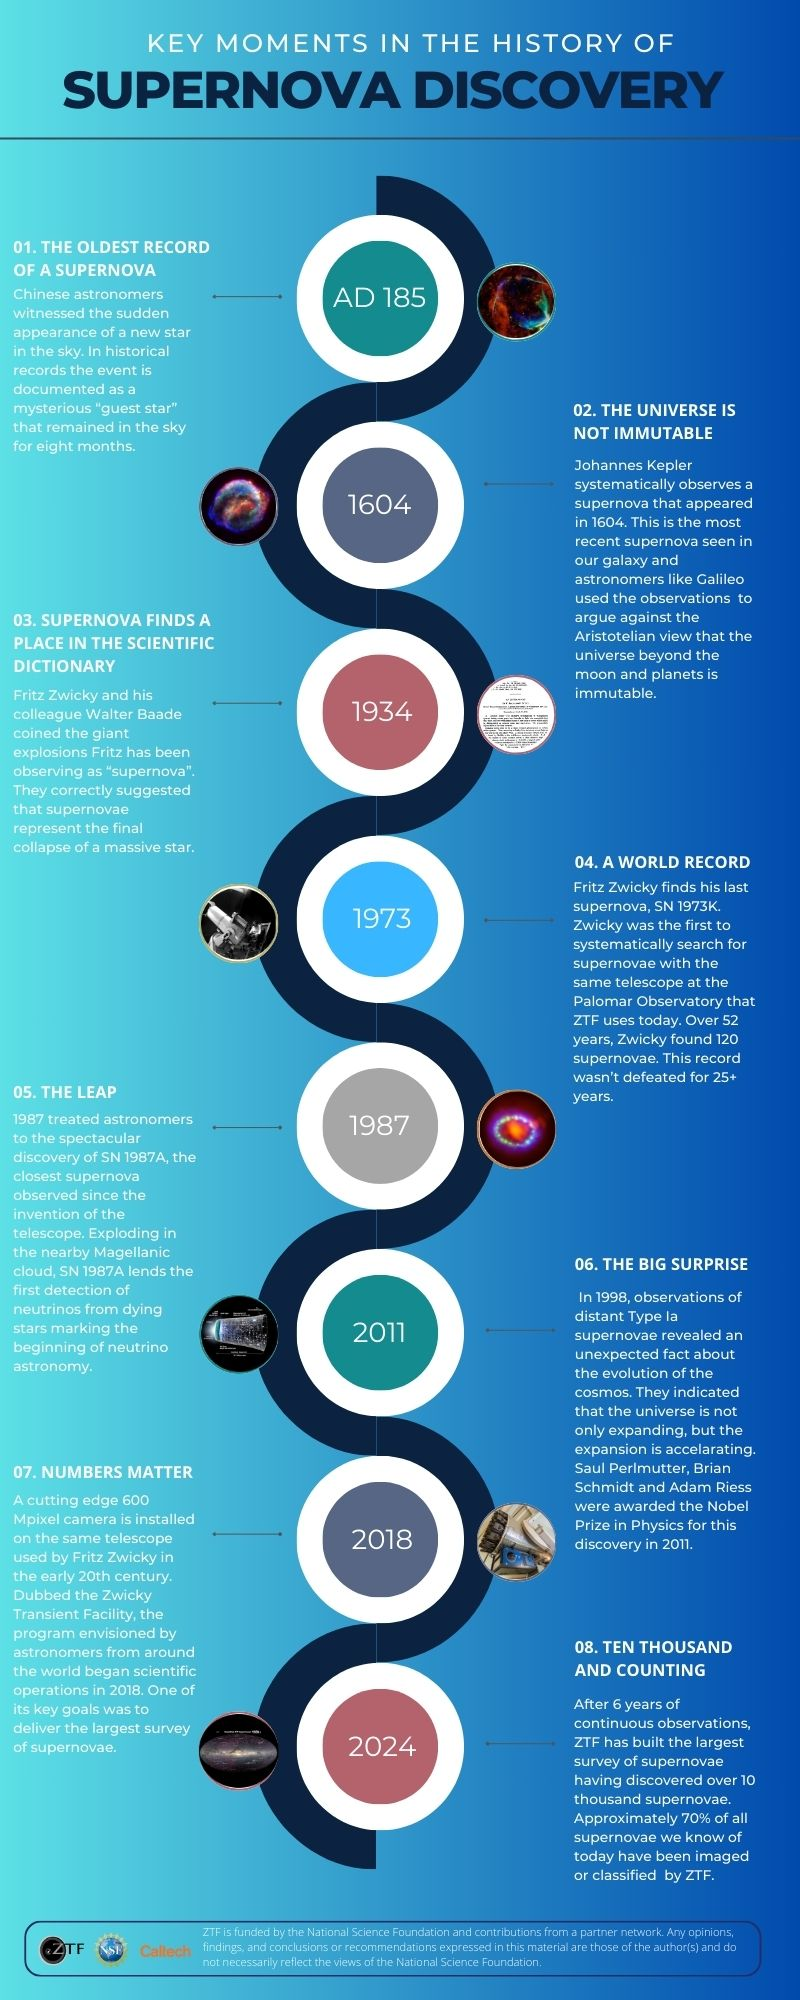 KEY MOMENTS IN THE HISTORY OF
SUPERNOVA DISCOVERY
AD 185
01. THE OLDEST RECORD
OF A SUPERNOVA
Chinese astronomers
witnessed the sudden
appearance of a new star
in the sky. In historical
records the event is
documented as a
mysterious “guest star”
that remained in the sky
for eight months.
1604
02. THE UNIVERSE IS
NOT IMMUTABLE
Johannes Kepler
systematically observes a
supernova that appeared
in 1604. This is the most
recent supernova seen in
our galaxy and
astronomers like Galileo
used the observations to
argue against the
Aristotelian view that the
universe beyond the
moon and planets is
immutable.
1934
03. SUPERNOVA FINDS A
PLACE IN THE SCIENTIFIC
DICTIONARY
Fritz Zwicky and his
colleague Walter Baade
coined the giant
explosions Fritz has been
observing as “supernova”.
They correctly suggested
that supernovae
represent the final
collapse of a massive star.
1973
04. A WORLD RECORD
Fritz Zwicky finds his last
supernova, SN 1973K.
Zwicky was the first to
systematically search for
supernovae with the
same telescope at the
Palomar Observatory that
ZTF uses today. Over 52
years, Zwicky found 120
supernovae. This record
wasn’t defeated for 25+
years.
1987
05. THE LEAP
1987 treated astronomers
to the spectacular
discovery of SN 1987A, the
closest supernova
observed since the
invention of the
telescope. Exploding in
the nearby Magellanic
cloud, SN 1987A lends the
first detection of
neutrinos from dying
stars marking the
beginning of neutrino
astronomy.
2011
06. THE BIG SURPRISE
In 1998, observations of
distant Type Ia
supernovae revealed an
unexpected fact about
the evolution of the
cosmos. They indicated
that the universe is not
only expanding, but the
expansion is accelarating.
Saul Perlmutter, Brian
Schmidt and Adam Riess
were awarded the Nobel
Prize in Physics for this
discovery in 2011.
2018
07. NUMBERS MATTER
A cutting edge 600
Mpixel camera is installed
on the same telescope
used by Fritz Zwicky in
the early 20th century.
Dubbed the Zwicky
Transient Facility, the
program envisioned by
astronomers from around
the world began scientific
operations in 2018. One of
its key goals was to
deliver the largest survey
of supernovae.
2024
08. TEN THOUSAND
AND COUNTING
After 6 years of
continuous observations,
ZTF has built the largest
survey of supernovae
having discovered over 10
thousand supernovae.
Approximately 70% of all
supernovae we know of
today have been imaged
or classified by ZTF.
ZTF
NSF
Caltech
ZTF is funded by the National Science Foundation and contributions from a partner network. Any opinions,
findings, and conclusions or recommendations expressed in this material are those of the author(s) and do
not necessarily reflect the views of the National Science Foundation.